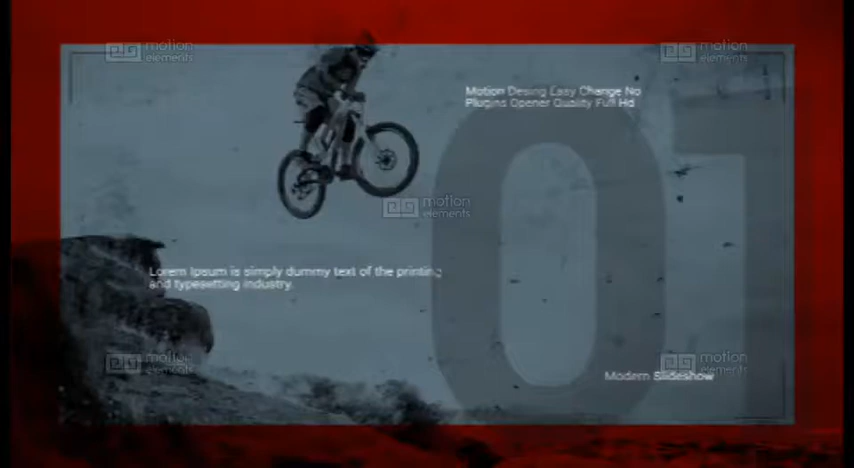 motion
elements
motion
elements
Motion Desing Easy Change No
Plugins Opener Quality Full Hd
01
motion
elements
Lorem Ipsum is simply dummy text of the printing
and typesetting industry.
motion
elements
motion
elements
Modern Slideshow